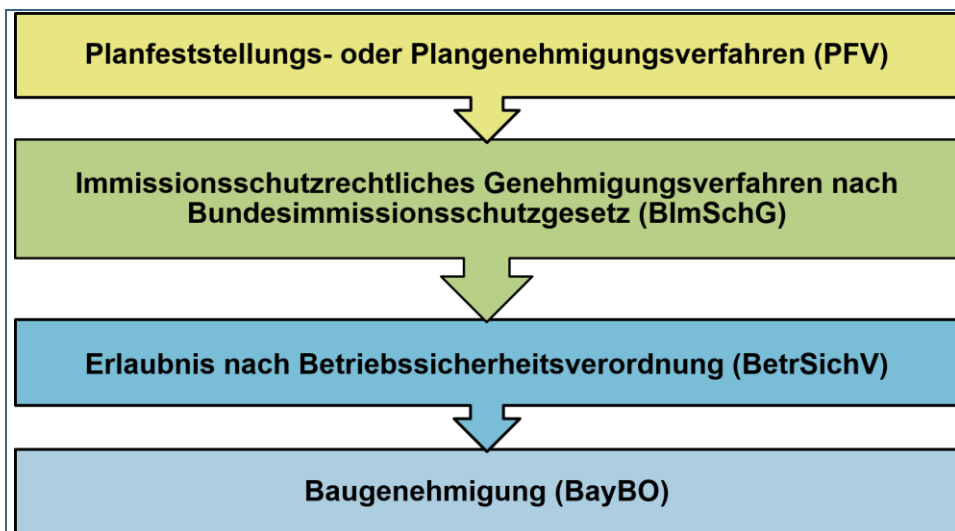 Planfeststellungs- oder Plangenehmigungsverfahren (PFV)
Immissionsschutzrechtliches Genehmigungsverfahren nach
Bundesimmissionsschutzgesetz (BImSchG)
Erlaubnis nach Betriebssicherheitsverordnung (BetrSichV)
Baugenehmigung (BayBO)